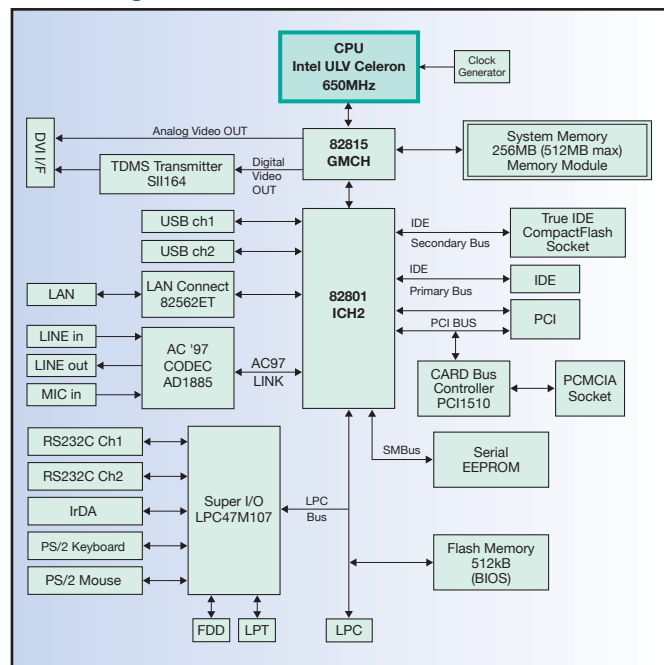 CPU
Intel ULV Celeron
650MHz
Clock
Generator
Analog Video OUT
DVI I/F
TDMS Transmitter
SII164
Digital
Video
OUT
82815
GMCH
System Memory
256MB (512MB max)
Memory Module
USB ch1
USB ch2
LAN
LAN Connect
82562ET
LINE in
LINE out
MIC in
AC '97
CODEC
AD1885
AC97
LINK
82801
ICH2
IDE
Secondary Bus
True IDE
CompactFlash
Socket
IDE
Primary Bus
IDE
PCI BUS
PCI
CARD Bus
Controller
PCI1510
PCMCIA
Socket
SMBus
Serial
EEPROM
RS232C Ch1
RS232C Ch2
IrDA
PS/2 Keyboard
PS/2 Mouse
Super I/O
LPC47M107
LPC
Bus
Flash Memory
512kB
(BIOS)
FDD
LPT
LPC